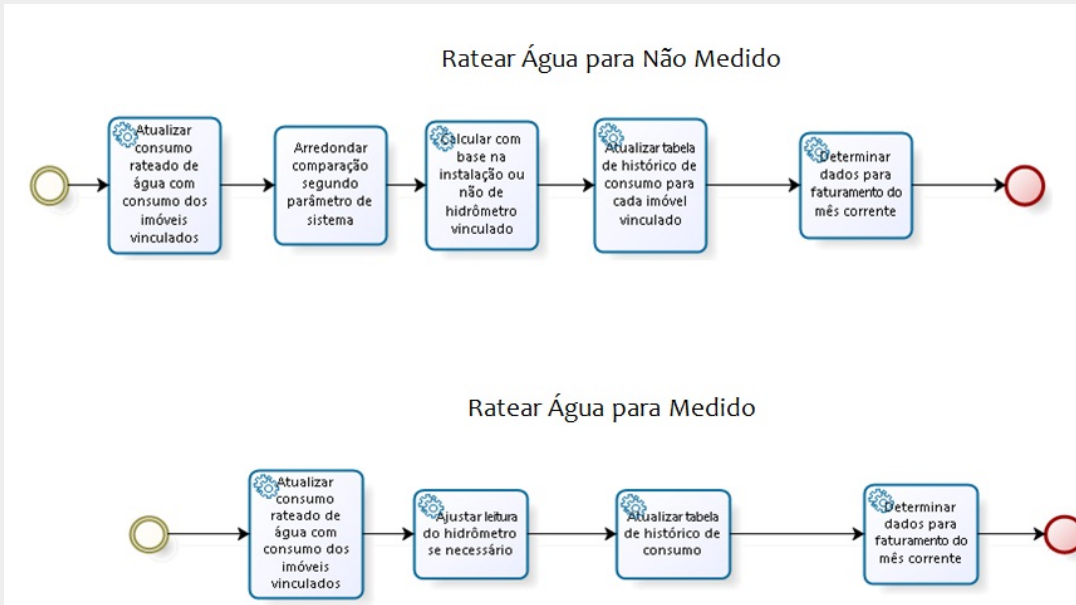 Ratear Água para Não Medido
Atualizar
consumo
rateado de
água com
consumo dos
imóveis
vinculados
Arredondar
comparação
segundo
parâmetro de
sistema
Calcular com
base na
instalação ou
não de
hidrômetro
vinculado
Atualizar tabela
de histórico de
consumo para
cada imóvel
vinculado
Determinar
dados para
faturamento do
mês corrente
Ratear Água para Medido
Atualizar
consumo
rateado de
água com
consumo dos
imóveis
vinculados
Ajustar leitura
do hidrômetro
se necessário
Atualizar tabela
de histórico de
consumo
Determinar
dados para
faturamento do
mês corrente